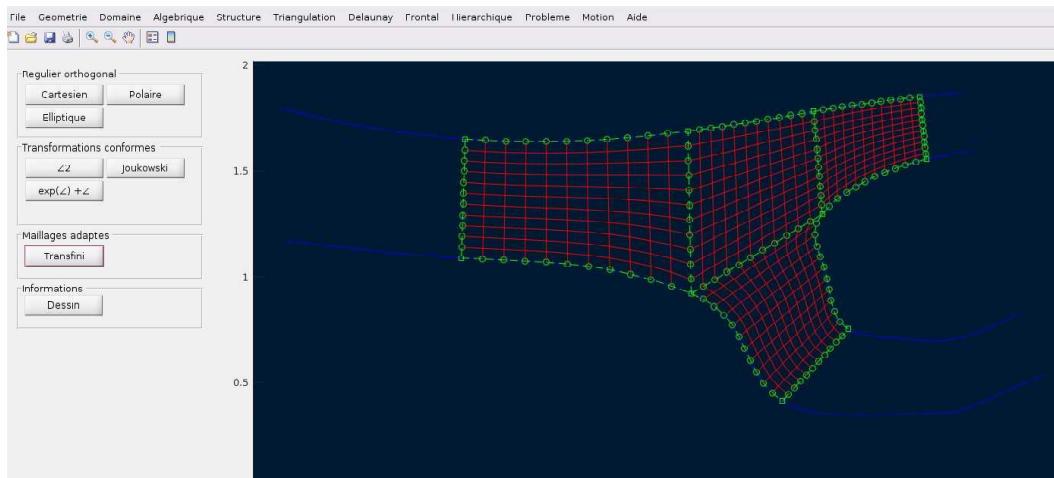 File Geometrie Domaine Algebrique Structure Triangulation Delaunay Frontal Hierarchique Probleme Motion Aide
Regulier orthogonal
Cartesien Polaire
Elliptique
Transformations conformes
Z2 Joukowski
exp(Z) +Z
Maillages adaptes
Transfini
Informations
Dessin
2
1.5
1
0.5